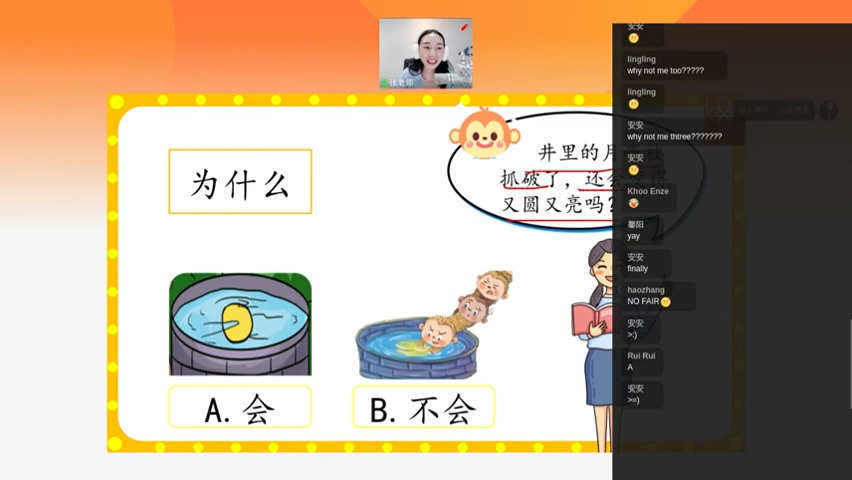 张老师
为什么
井里的月
抓破了，还会
又圆又亮吗?
A. 会
B. 不会
安安
lingling
why not me too?????
lingling
安安
why not me thtree???????
安安
Khoo Enze
馨阳
yay
安安
finally
haozhang
NO FAIR
安安
>:)
Rui Rui
A
安安
>=)